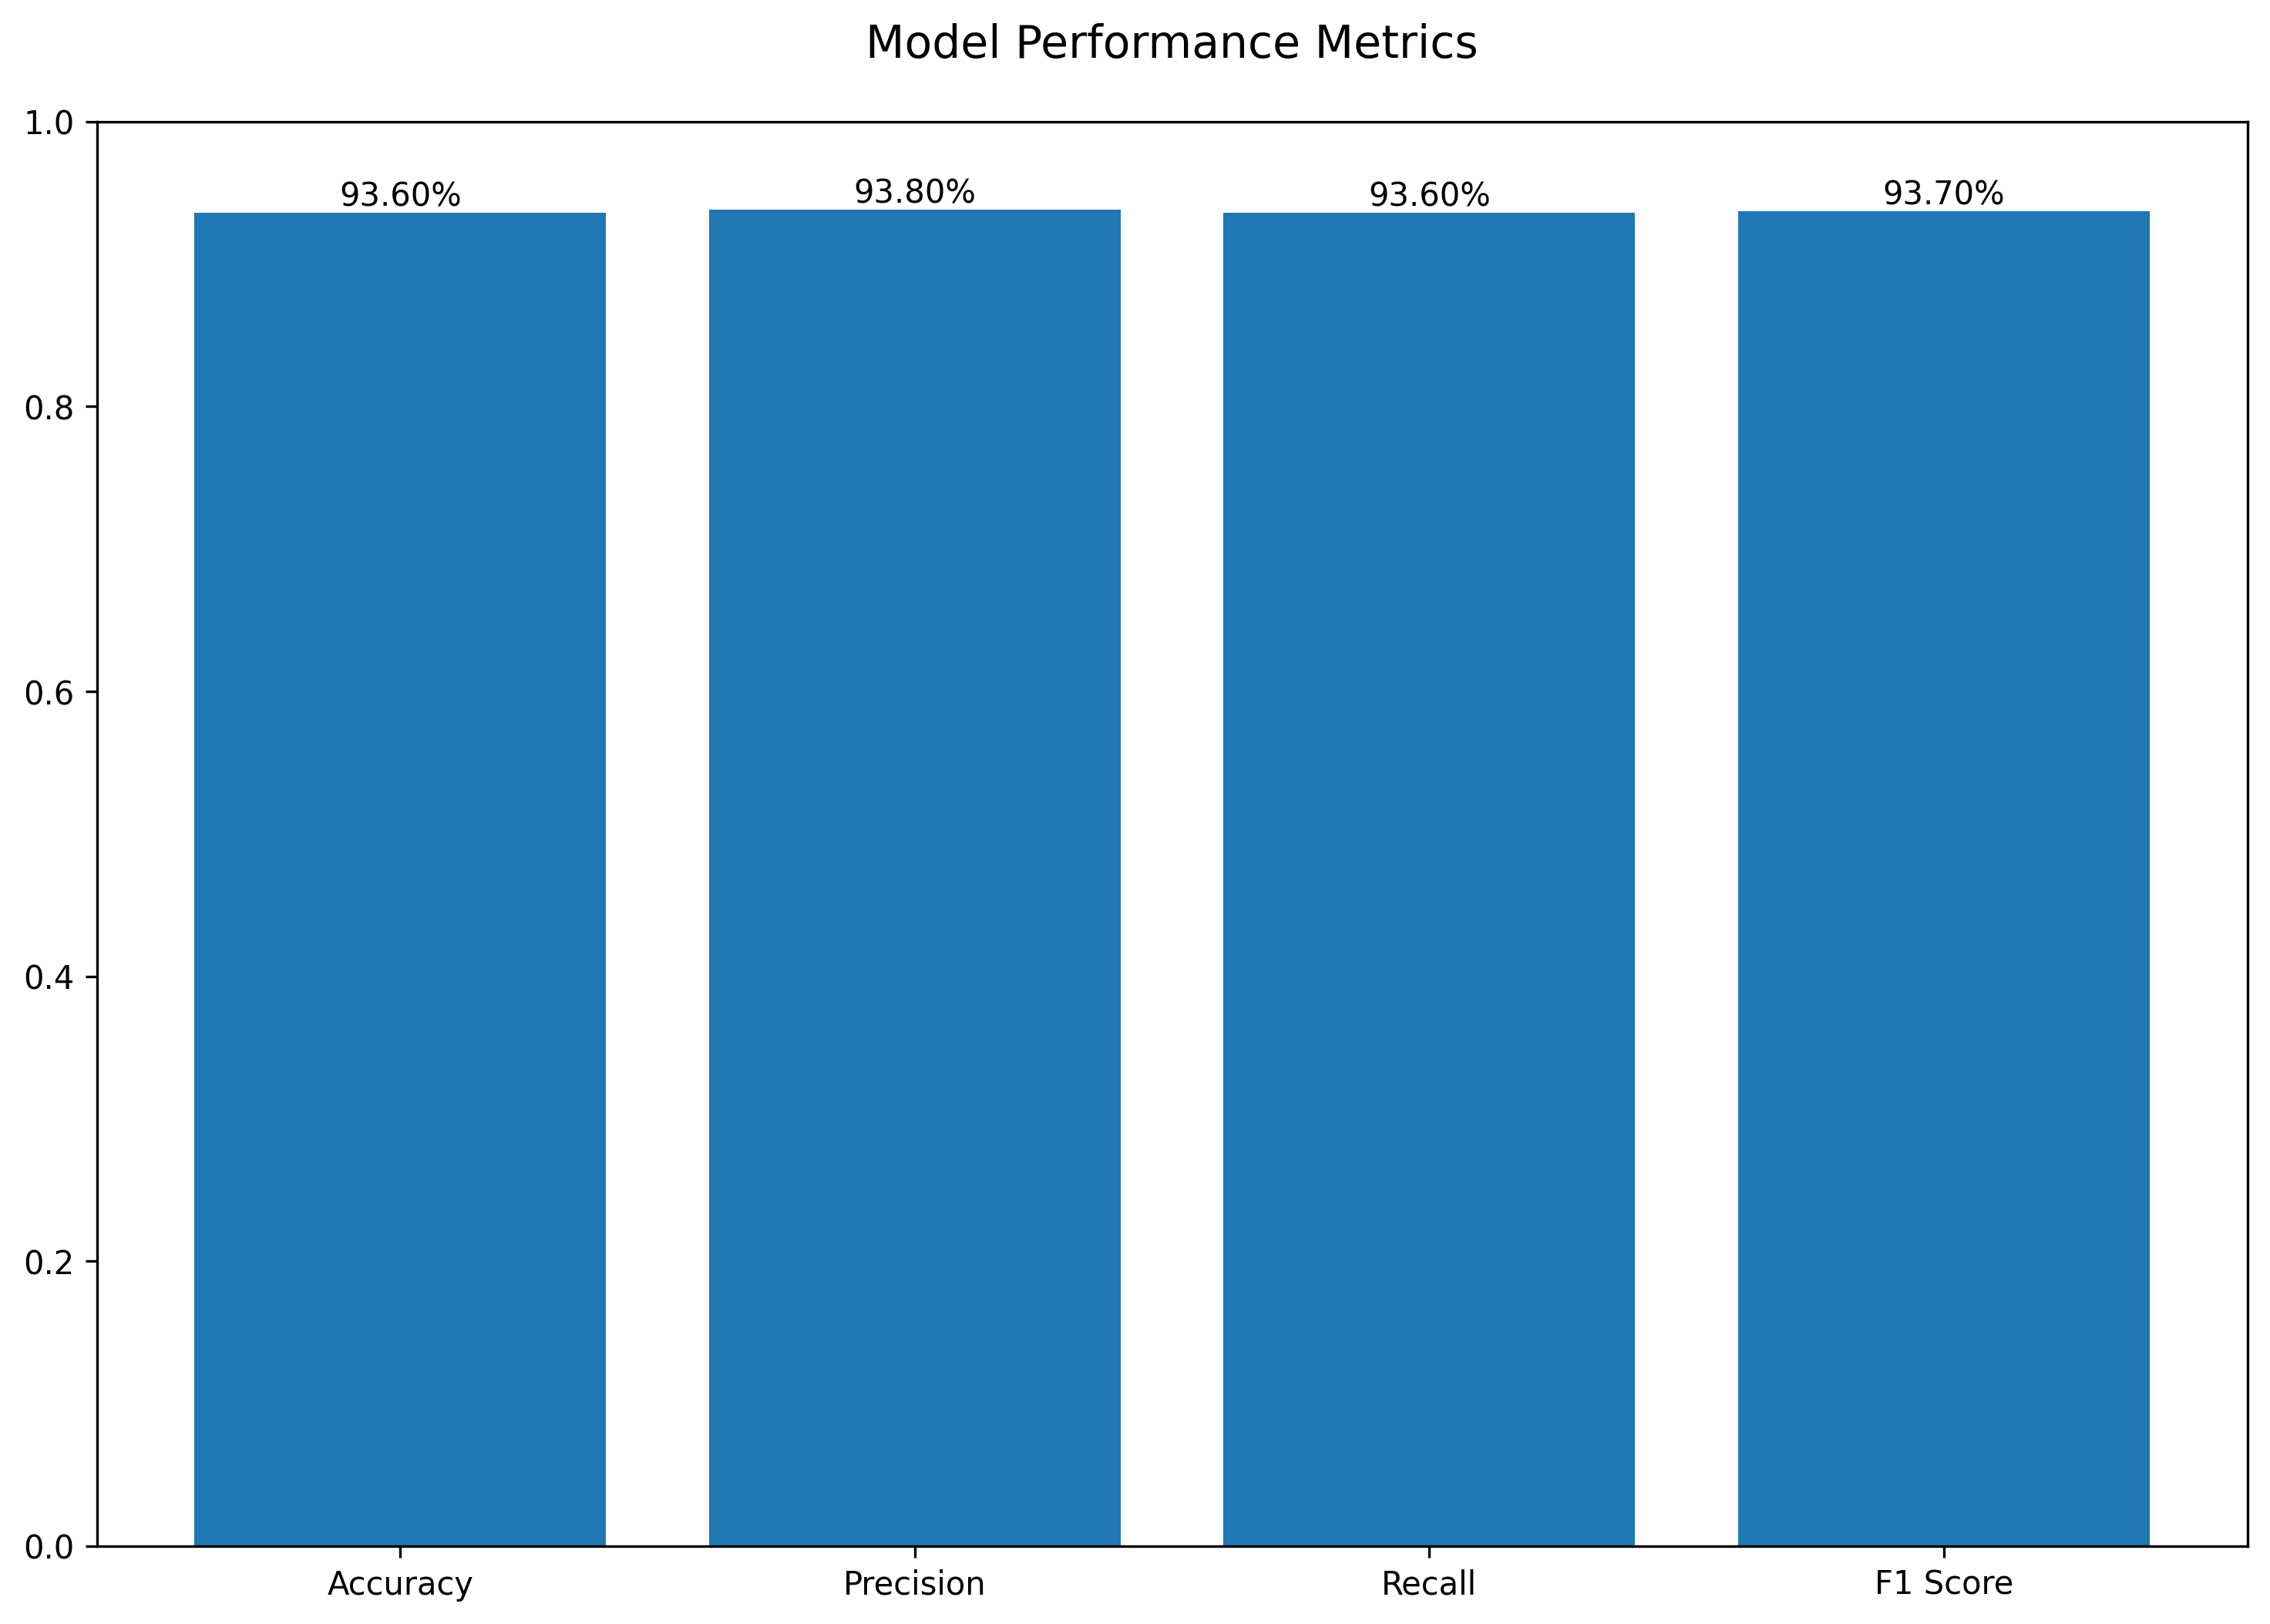 Model Performance Metrics
1.0
93.60%
93.80%
93.60%
93.70%
0.8
0.6
0.4
0.2
0.0
Accuracy
Precision
Recall
F1 Score